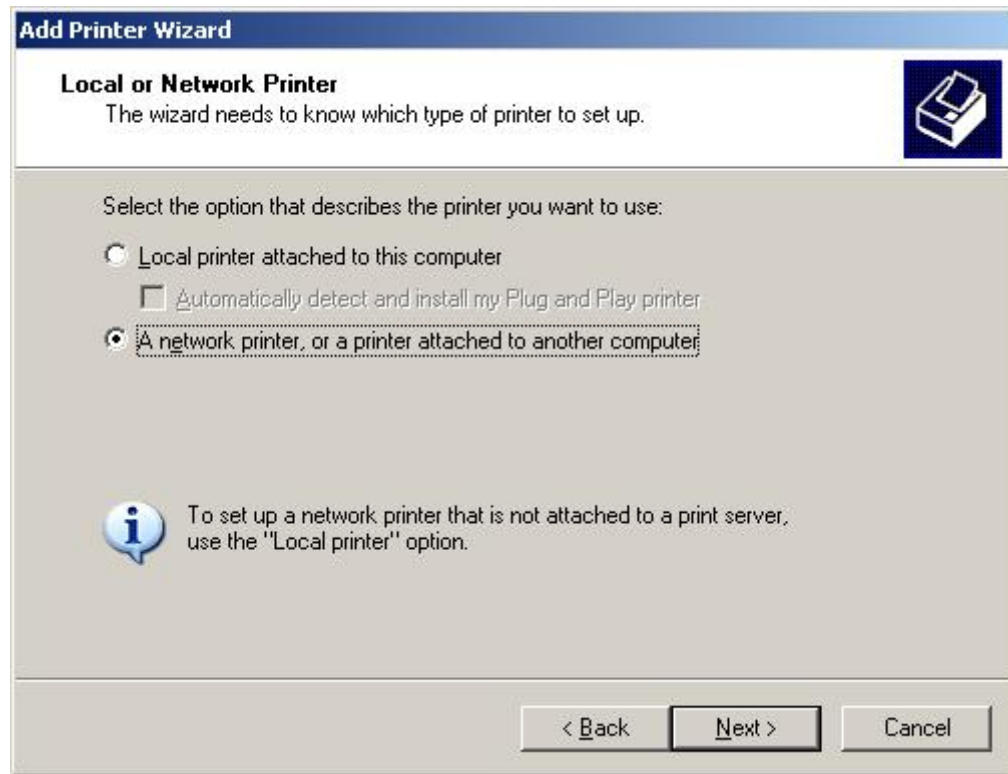 Add Printer Wizard
Local or Network Printer
The wizard needs to know which type of printer to set up.
Select the option that describes the printer you want to use:
Local printer attached to this computer
Automatically detect and install my Plug and Play printer
A network printer, or a printer attached to another computer
To set up a network printer that is not attached to a print server,
use the "Local printer" option.
< Back Next > Cancel